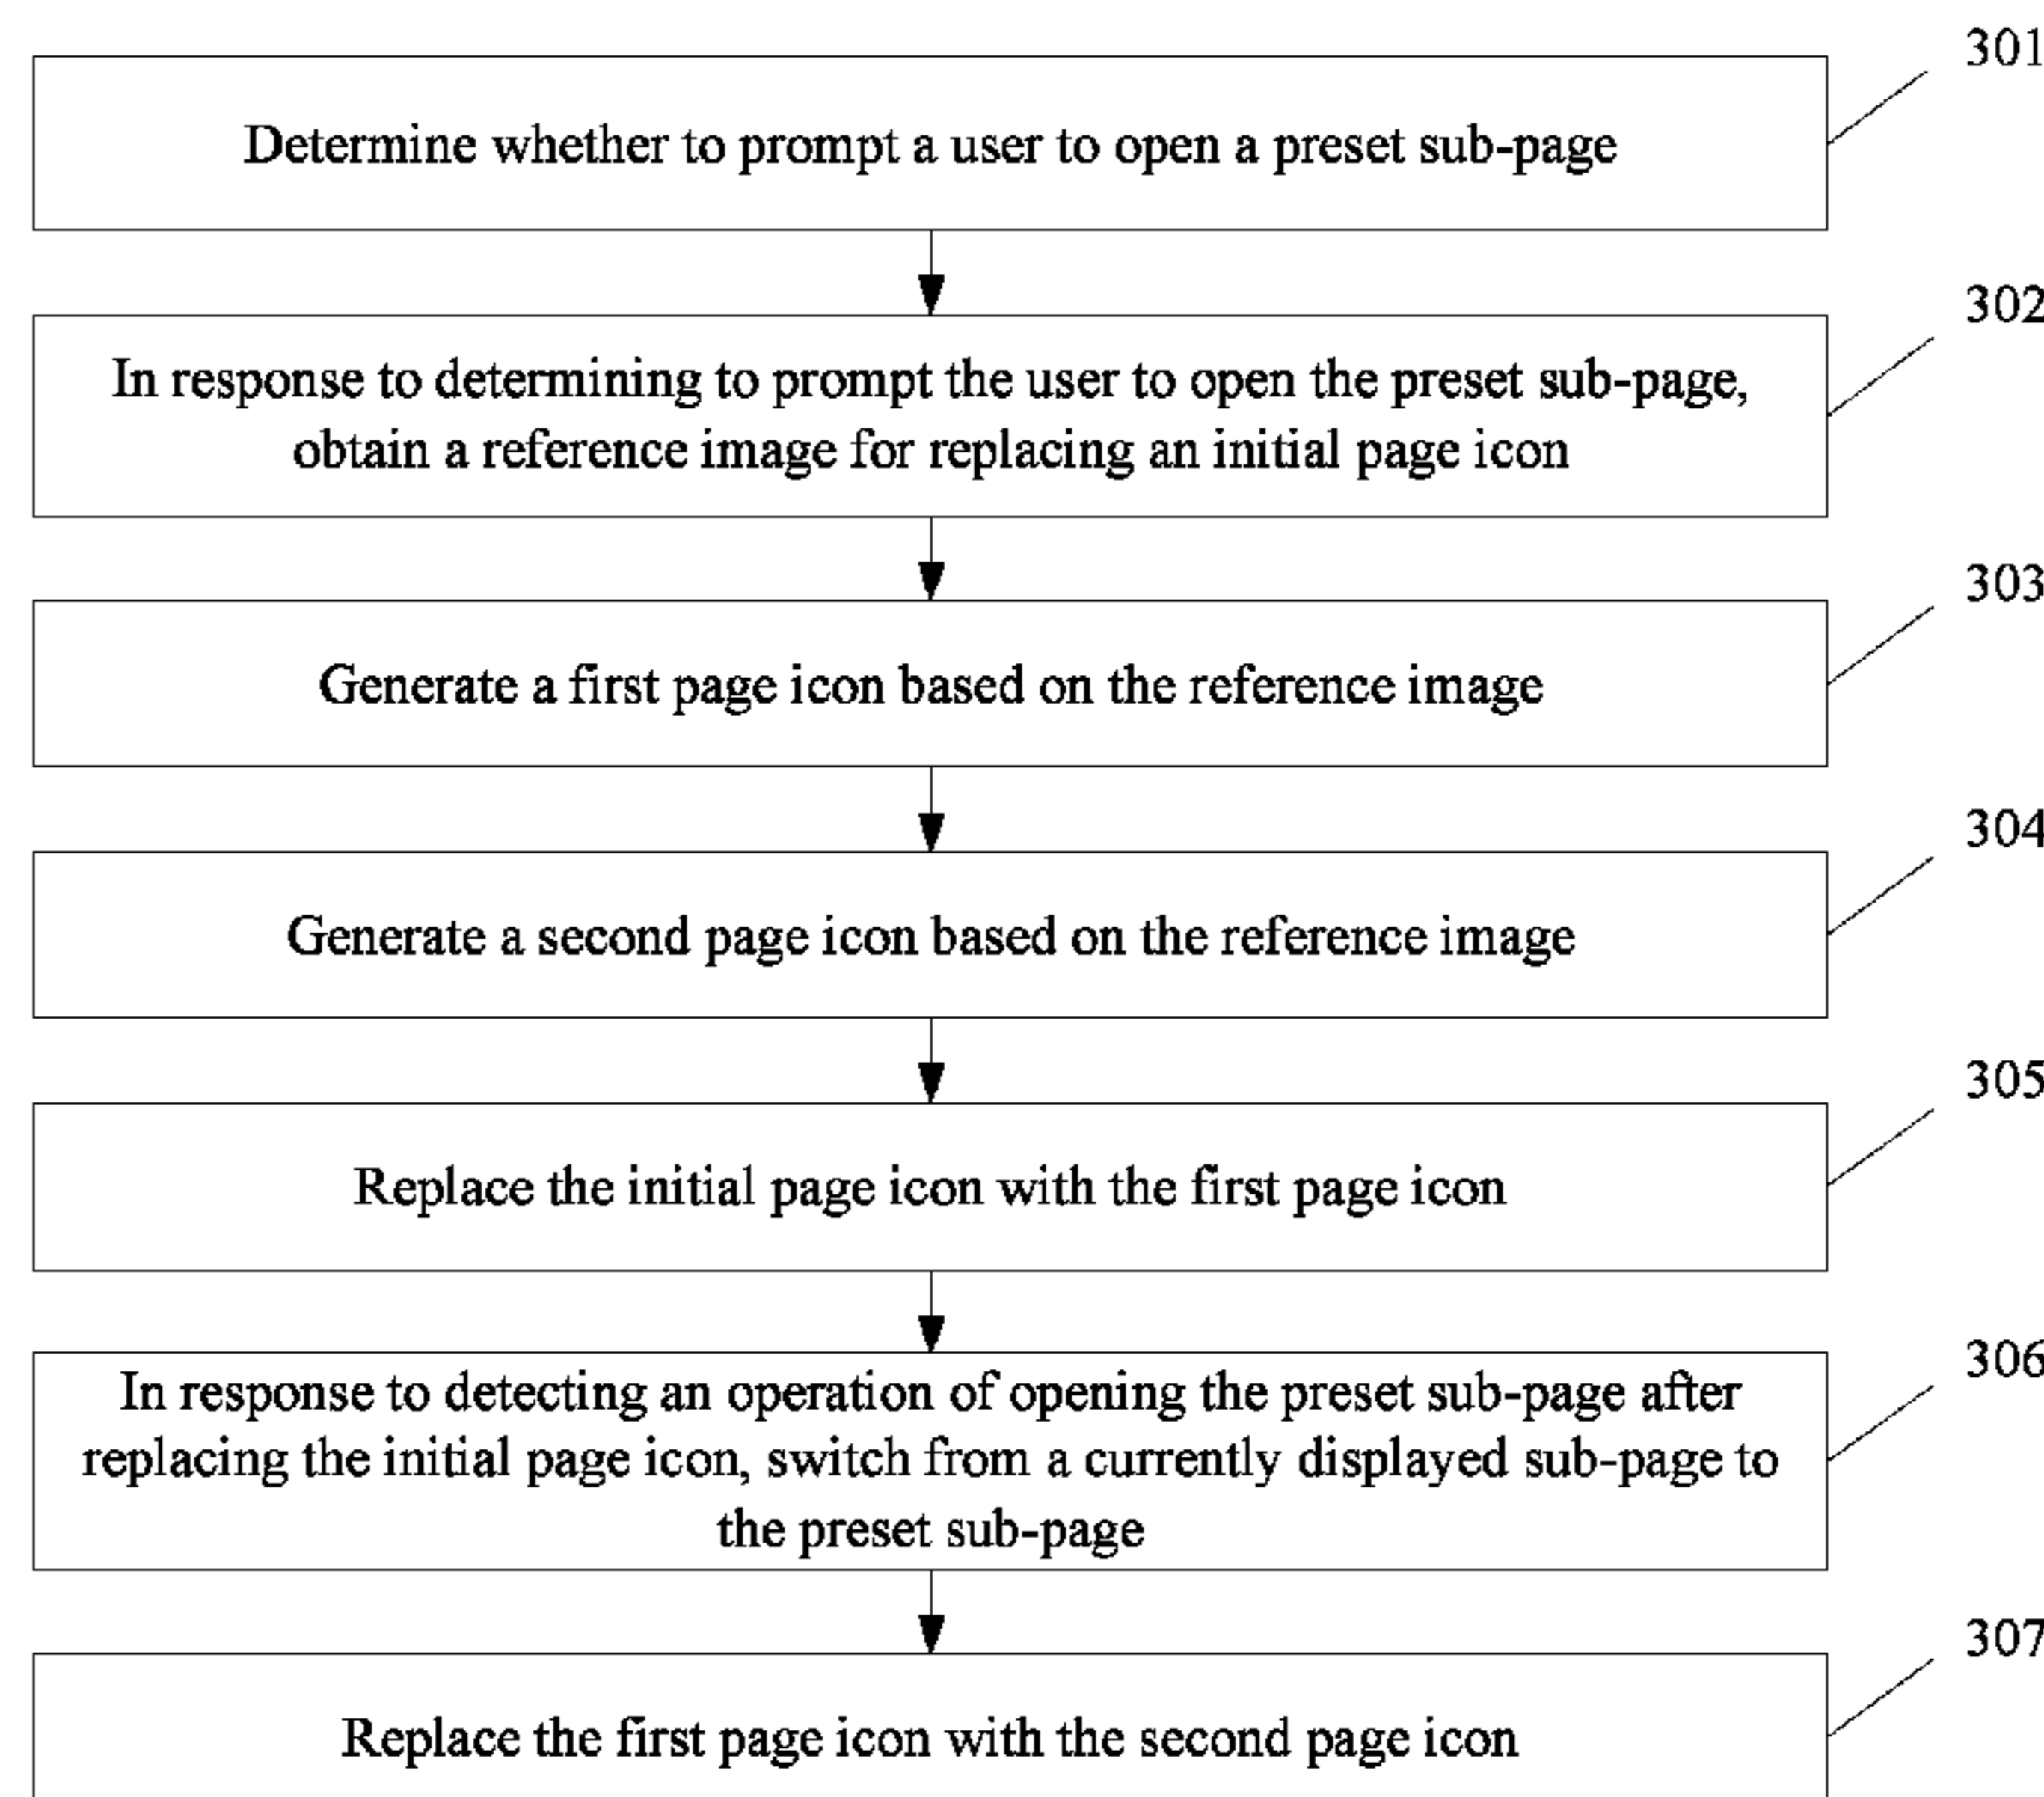 301
Determine whether to prompt a user to open a preset sub-page
302
In response to determining to prompt the user to open the preset sub-page,
obtain a reference image for replacing an initial page icon
303
Generate a first page icon based on the reference image
304
Generate a second page icon based on the reference image
305
Replace the initial page icon with the first page icon
306
In response to detecting an operation of opening the preset sub-page after
replacing the initial page icon, switch from a currently displayed sub-page to
the preset sub-page
307
Replace the first page icon with the second page icon